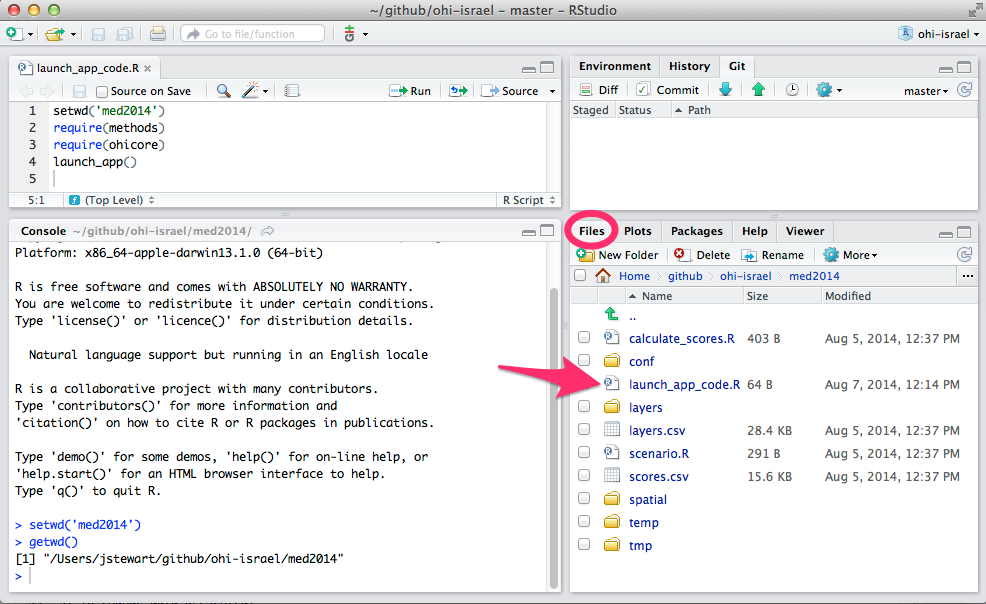 ~/github/ohi-israel - master - RStudio
Go to file/function
ohi-israel
launch_app_code.R
Source on Save
Run
Source
1 setwd('med2014')
2 require(methods)
3 require(ohicore)
4 launch_app()
5
5:1
(Top Level)
R Script
Console ~/github/ohi-israel/med2014/
Platform: x86_64-apple-darwin13.1.0 (64-bit)
R is free software and comes with ABSOLUTELY NO WARRANTY.
You are welcome to redistribute it under certain conditions.
Type 'license()' or 'licence()' for distribution details.
Natural language support but running in an English locale
R is a collaborative project with many contributors.
Type 'contributors()' for more information and
'citation()' on how to cite R or R packages in publications.
Type 'demo()' for some demos, 'help()' for on-line help, or
'help.start()' for an HTML browser interface to help.
Type 'q()' to quit R.
> setwd('med2014')
> getwd()
[1] "/Users/jstewart/github/ohi-israel/med2014"
>
Environment History Git
Diff Commit master
Staged Status Path
Files Plots Packages Help Viewer
New Folder Delete Rename More
Home github ohi-israel med2014 ...
Name Size Modified
..
calculate_scores.R 403 B Aug 5, 2014, 12:37 PM
conf
launch_app_code.R 64 B Aug 7, 2014, 12:14 PM
layers
layers.csv 28.4 KB Aug 5, 2014, 12:37 PM
scenario.R 291 B Aug 5, 2014, 12:37 PM
scores.csv 15.6 KB Aug 5, 2014, 12:37 PM
spatial
temp
tmp